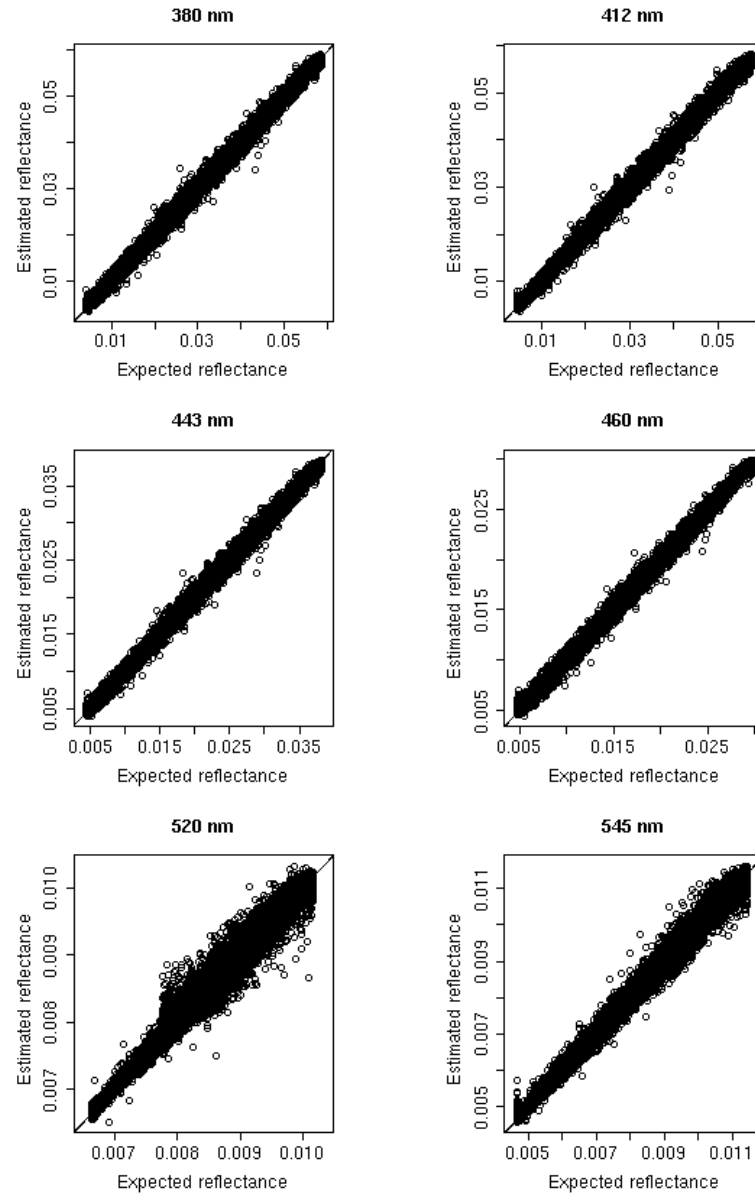 380 nm
412 nm
0.01 0.03 0.05
Estimated reflectance
0.01 0.03 0.05
Expected reflectance
0.01 0.03 0.05
Estimated reflectance
0.01 0.03 0.05
Expected reflectance
443 nm
460 nm
0.005 0.015 0.025 0.035
Estimated reflectance
0.005 0.015 0.025 0.035
Expected reflectance
0.005 0.015 0.025
Estimated reflectance
0.005 0.015 0.025
Expected reflectance
520 nm
545 nm
0.007 0.008 0.009 0.010
Estimated reflectance
0.007 0.008 0.009 0.010
Expected reflectance
0.005 0.007 0.009 0.011
Estimated reflectance
0.005 0.007 0.009 0.011
Expected reflectance